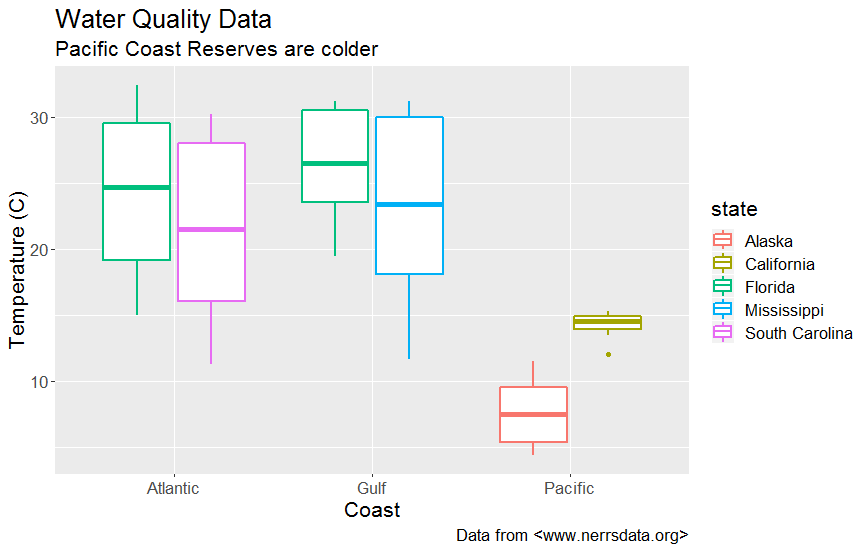 Water Quality Data
Pacific Coast Reserves are colder
Temperature (C)
30
20
10
Atlantic
Gulf
Pacific
Coast
state
Alaska
California
Florida
Mississippi
South Carolina
Data from <www.nerrsdata.org>